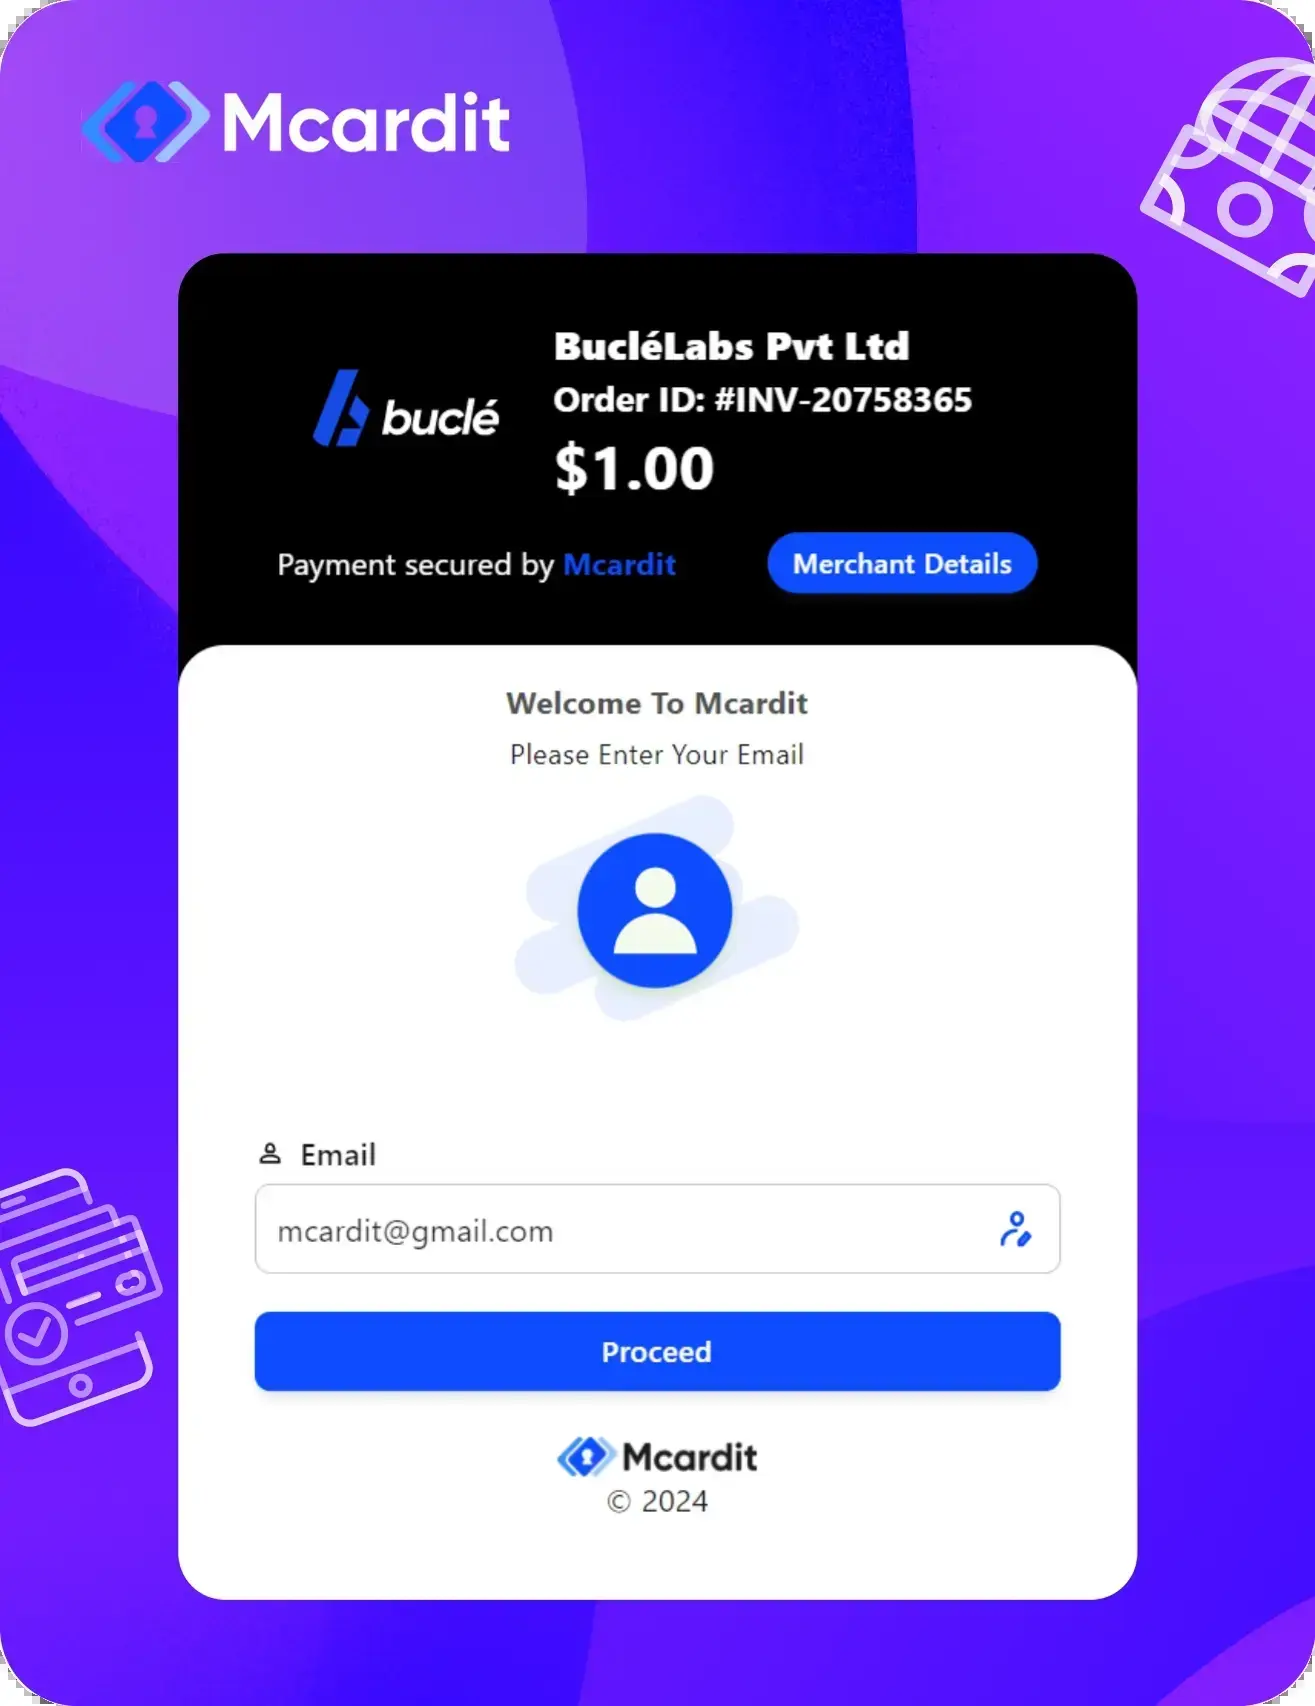 Mcardit
BucléLabs Pvt Ltd
Order ID: #INV-20758365
buclé
$1.00
Payment secured by Mcardit
Merchant Details
Welcome To Mcardit
Please Enter Your Email
Email
mcardit@gmail.com
Proceed
Mcardit
© 2024